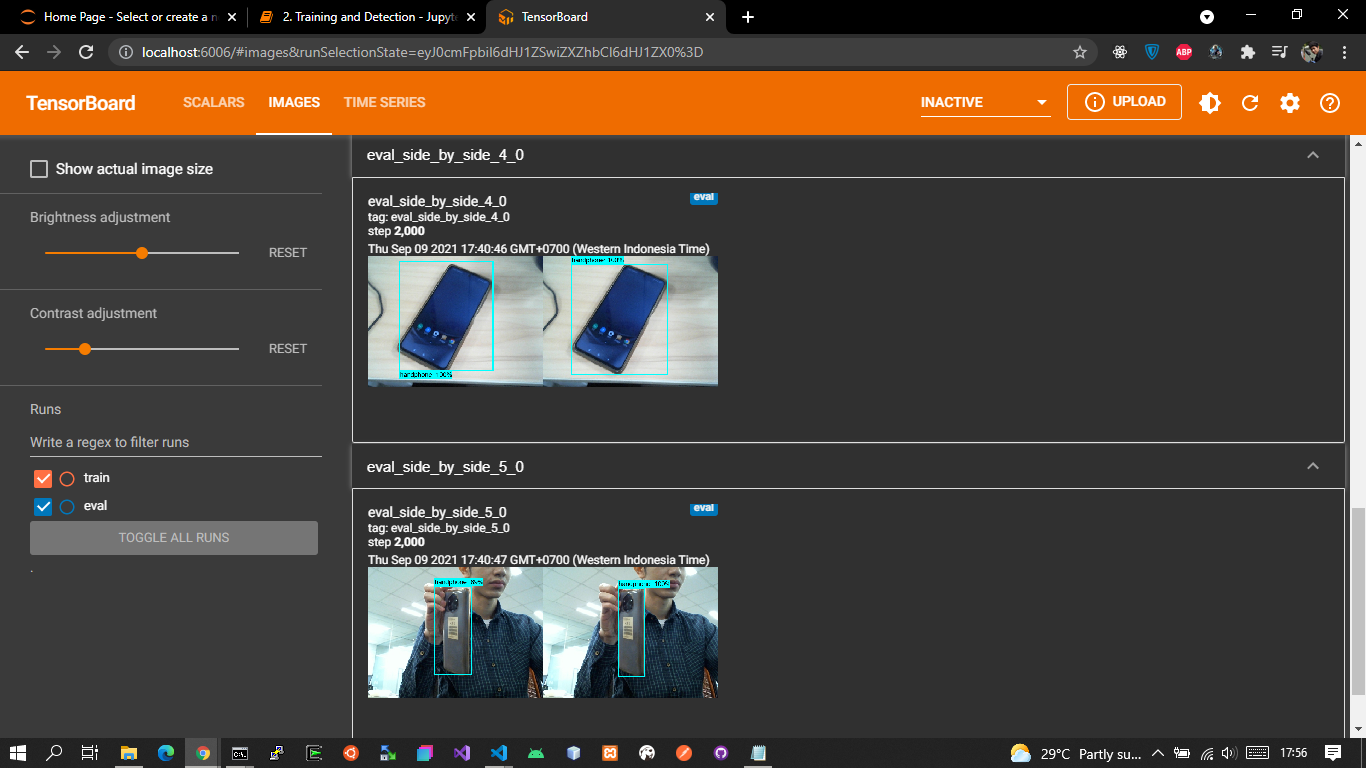 Home Page - Select or create a n
2. Training and Detection - Jupyt
TensorBoard
localhost:6006/#images&runSelectionState=eyJ0cmFpbiI6dHJ1ZSwiZXZhbCI6dHJ1ZX0%3D
ABP
TensorBoard
SCALARS
IMAGES
TIME SERIES
INACTIVE
UPLOAD
Show actual image size
Brightness adjustment
RESET
Contrast adjustment
RESET
Runs
Write a regex to filter runs
train
eval
TOGGLE ALL RUNS
.
eval_side_by_side_4_0
eval_side_by_side_4_0
eval
tag: eval_side_by_side_4_0
step 2,000
Thu Sep 09 2021 17:40:46 GMT+0700 (Western Indonesia Time)
handphone: 100%
handphone: 100%
eval_side_by_side_5_0
eval_side_by_side_5_0
eval
tag: eval_side_by_side_5_0
step 2,000
Thu Sep 09 2021 17:40:47 GMT+0700 (Western Indonesia Time)
handphone: 100%
29°C Partly su...
17:56